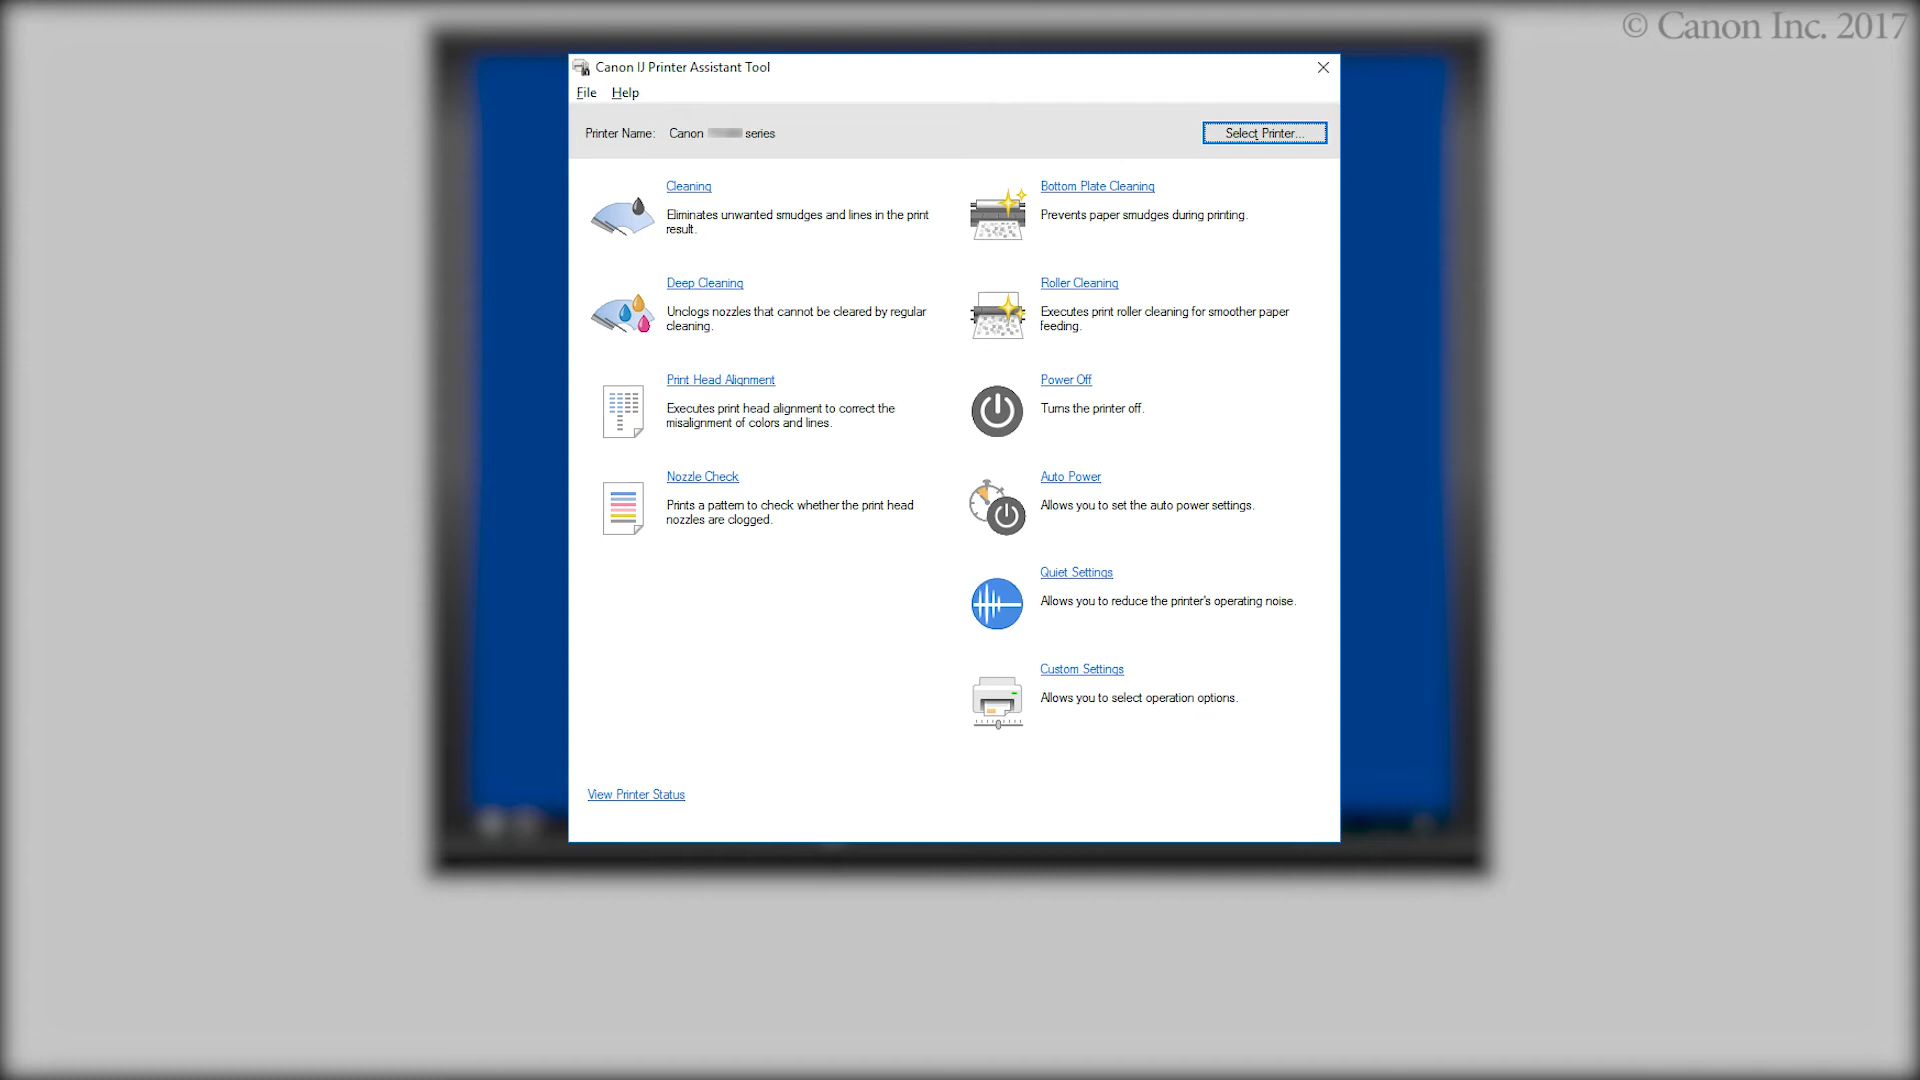 © Canon Inc. 2017
Canon IJ Printer Assistant Tool
File Help
Printer Name: Canon series
Select Printer...
Cleaning
Eliminates unwanted smudges and lines in the print
result.
Deep Cleaning
Unclogs nozzles that cannot be cleared by regular
cleaning.
Print Head Alignment
Executes print head alignment to correct the
misalignment of colors and lines.
Nozzle Check
Prints a pattern to check whether the print head
nozzles are clogged.
Bottom Plate Cleaning
Prevents paper smudges during printing.
Roller Cleaning
Executes print roller cleaning for smoother paper
feeding.
Power Off
Turns the printer off.
Auto Power
Allows you to set the auto power settings.
Quiet Settings
Allows you to reduce the printer's operating noise.
Custom Settings
Allows you to select operation options.
View Printer Status